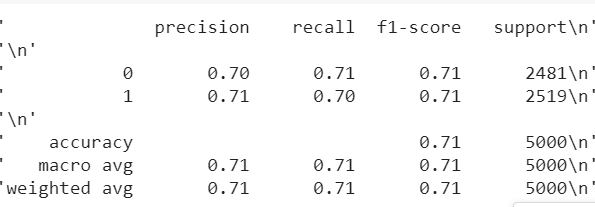 '              precision    recall  f1-score   support\n'
'\n'
'           0       0.70      0.71      0.71      2481\n'
'           1       0.71      0.70      0.71      2519\n'
'\n'
'    accuracy                           0.71      5000\n'
'   macro avg       0.71      0.71      0.71      5000\n'
'weighted avg       0.71      0.71      0.71      5000\n'